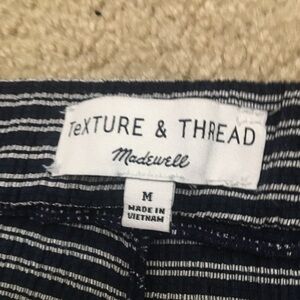 TeXTURE & THREAD
Madewell
M
MADE IN
VIETNAM